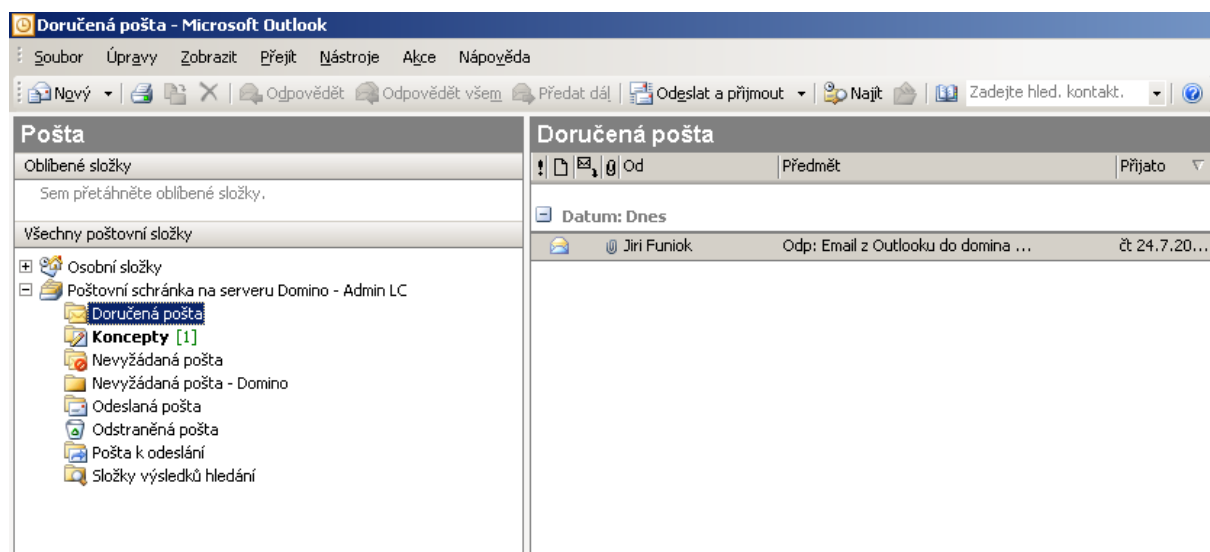 Doručená pošta - Microsoft Outlook
Soubor Úpravy Zobrazit Přejít Nástroje Akce Nápověda
Nový Odpovědět Odpovědět všem Předat dál Odeslat a přijmout Najít Zadejte hled. kontakt.
Pošta
Oblíbené složky
Sem přetáhněte oblíbené složky.
Všechny poštovní složky
Osobní složky
Poštovní schránka na serveru Domino - Admin LC
Doručená pošta
Koncepty [1]
Nevyžádaná pošta
Nevyžádaná pošta - Domino
Odeslaná pošta
Odstraněná pošta
Pošta k odeslání
Složky výsledků hledání
Doručená pošta
Od Předmět Přijato
Datum: Dnes
Jiri Funiok Odp: Email z Outlooku do domina ... čt 24.7.20...